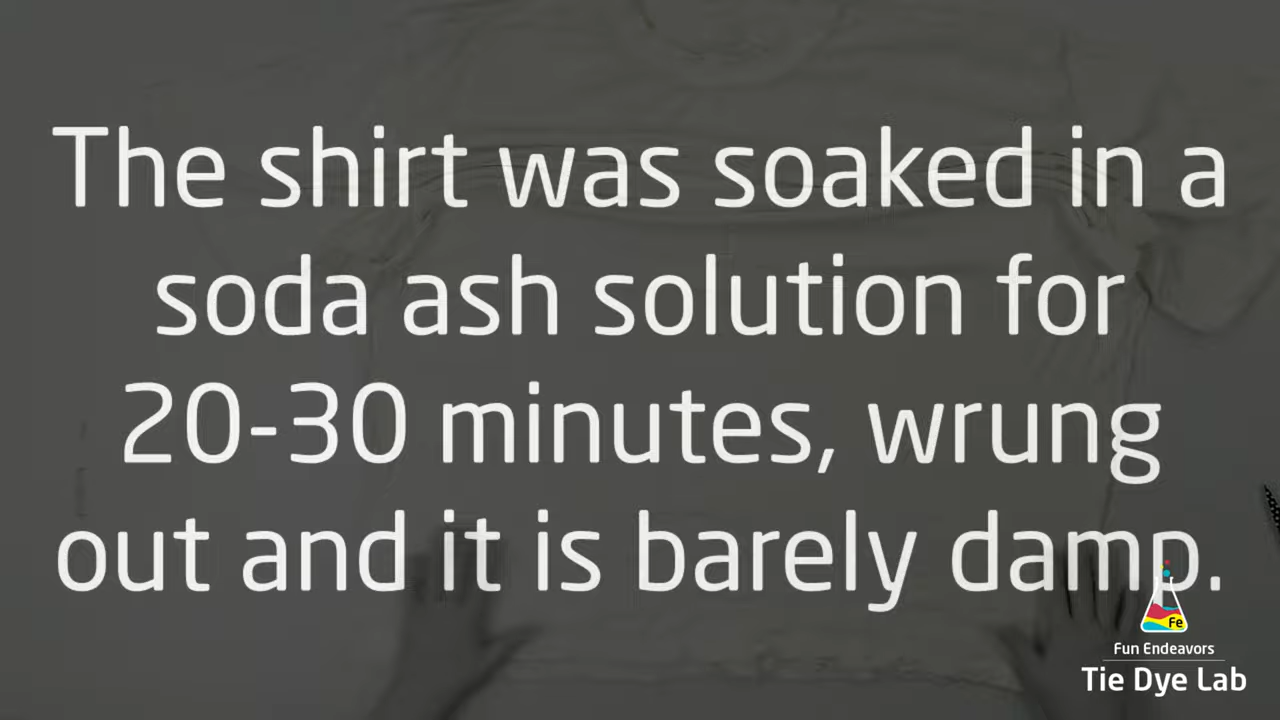 The shirt was soaked in a
soda ash solution for
20-30 minutes, wrung
out and it is barely damp.
Fe
Fun Endeavors
Tie Dye Lab